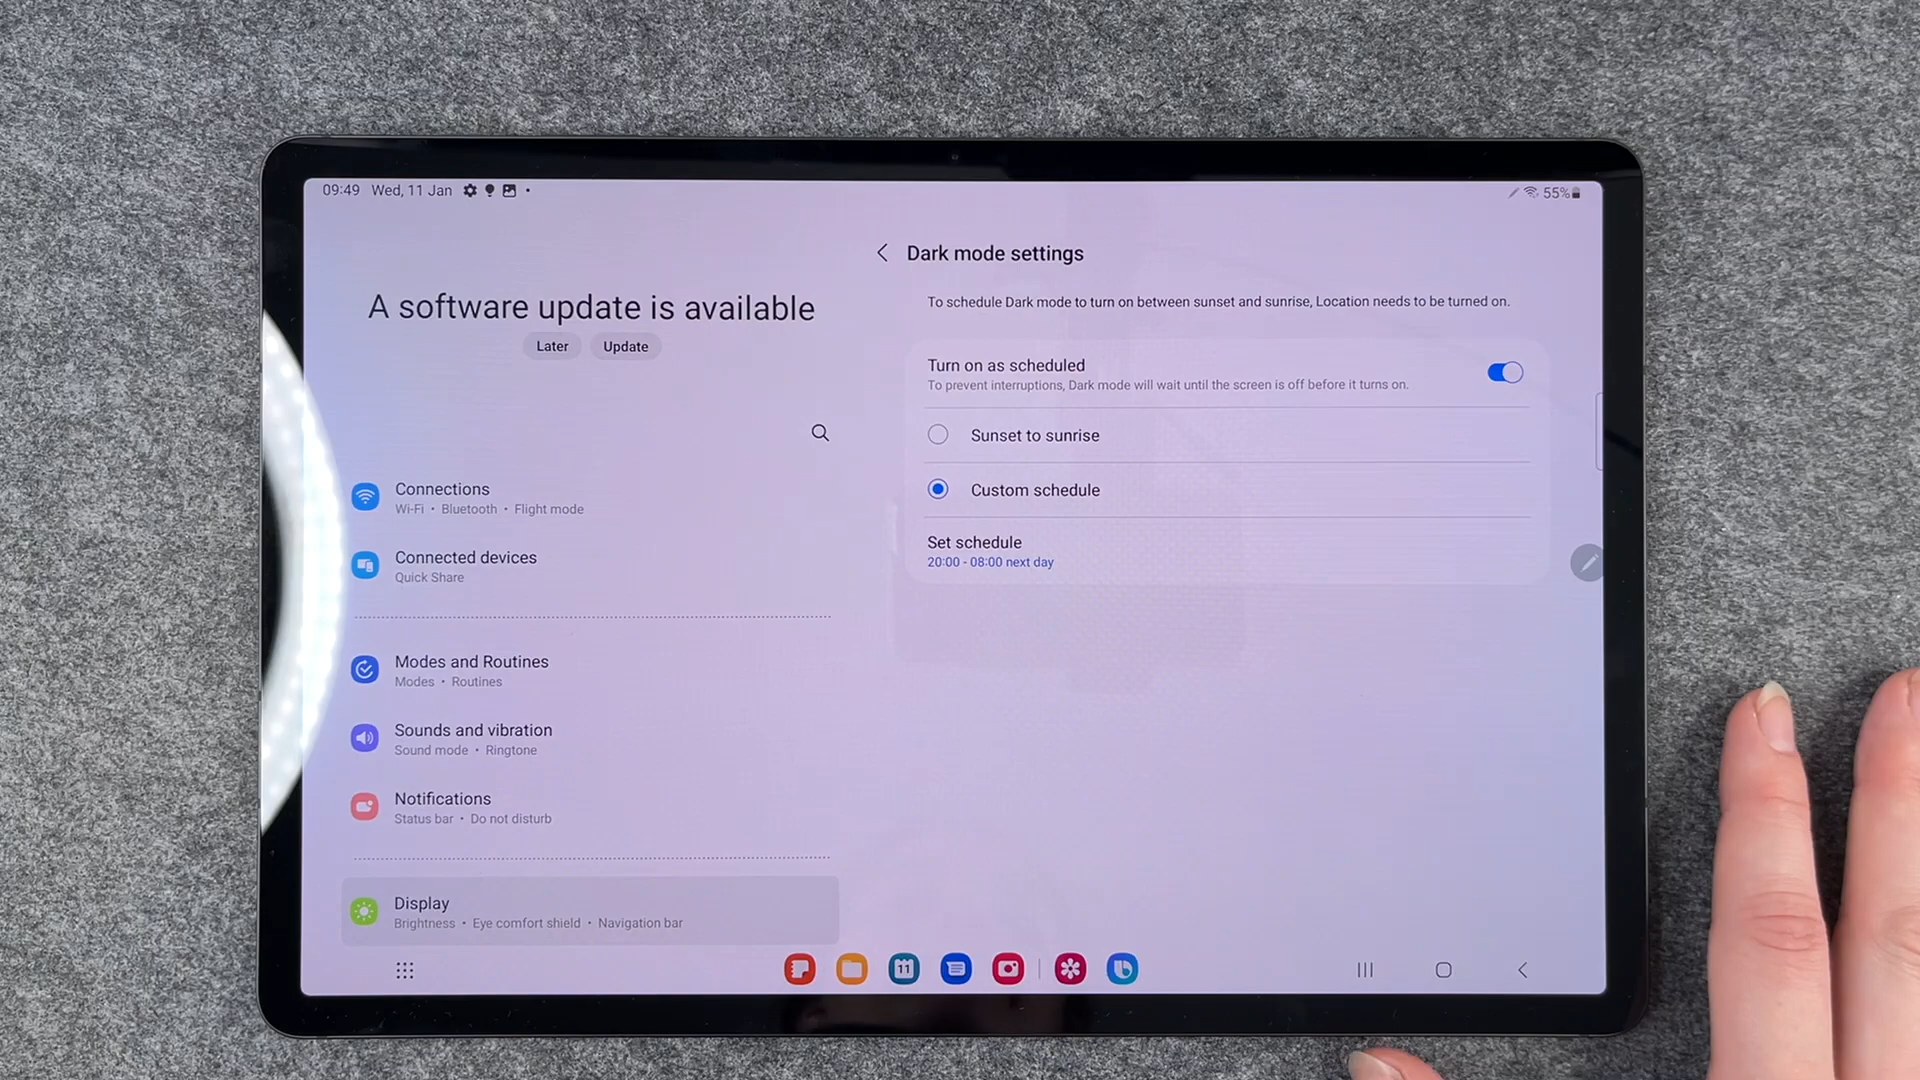 09:49 Wed, 11 Jan
55%
A software update is available
Later Update
Connections
Wi-Fi • Bluetooth • Flight mode
Connected devices
Quick Share
Modes and Routines
Modes • Routines
Sounds and vibration
Sound mode • Ringtone
Notifications
Status bar • Do not disturb
Display
Brightness • Eye comfort shield • Navigation bar
Dark mode settings
To schedule Dark mode to turn on between sunset and sunrise, Location needs to be turned on.
Turn on as scheduled
To prevent interruptions, Dark mode will wait until the screen is off before it turns on.
Sunset to sunrise
Custom schedule
Set schedule
20:00 - 08:00 next day
11